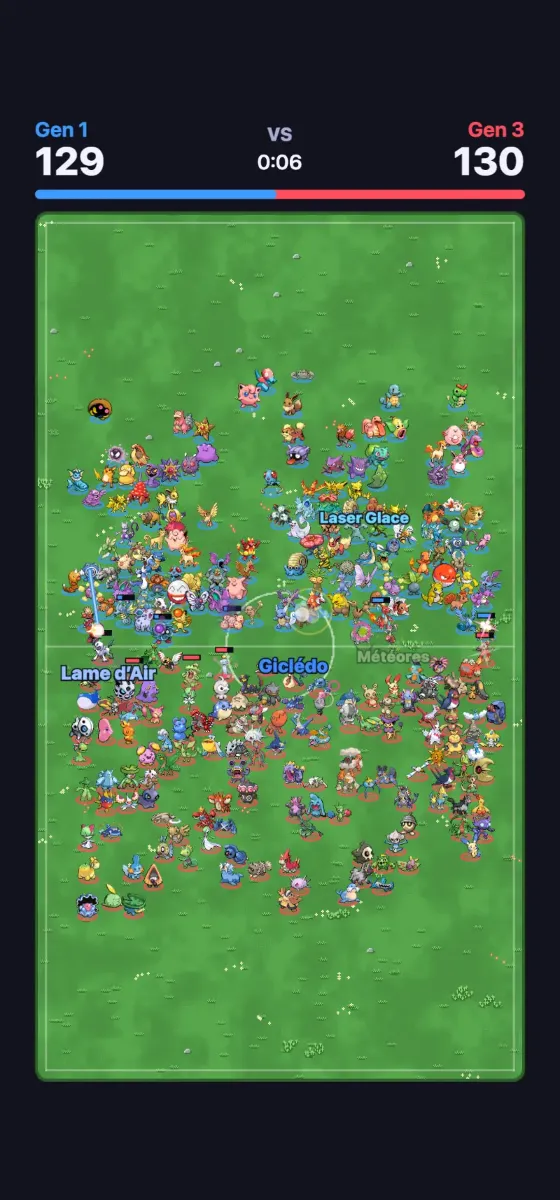 Gen 1
vs
Gen 3
129
0:06
130
Laser Glace
Météores
Giclédo
Lame d'Air